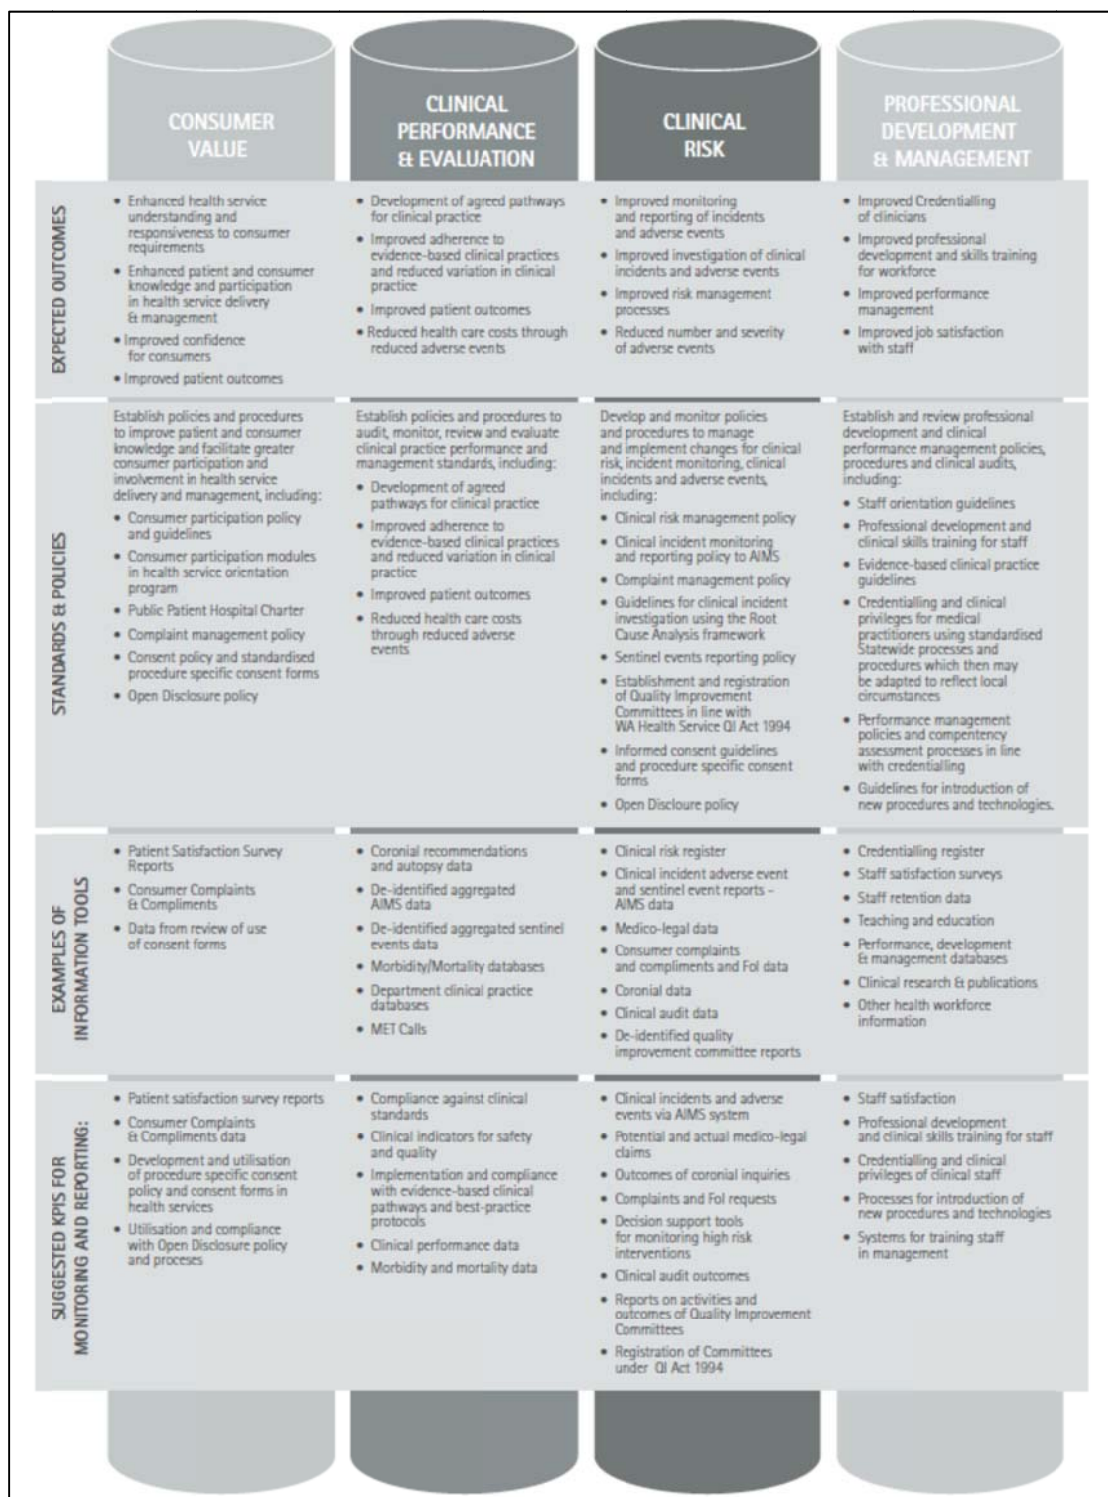 CONSUMER
VALUE
CLINICAL
PERFORMANCE
& EVALUATION
CLINICAL
RISK
PROFESSIONAL
DEVELOPMENT
& MANAGEMENT
EXPECTED OUTCOMES
• Enhanced health service
understanding and
responsiveness to consumer
requirements
• Enhanced patient and consumer
knowledge and participation
in health service delivery
& management
• Improved confidence
for consumers
• Improved patient outcomes
• Development of agreed pathways
for clinical practice
• Improved adherence to
evidence-based clinical practices
and reduced variation in clinical
practice
• Improved patient outcomes
• Reduced health care costs through
reduced adverse events
• Improved monitoring
and reporting of incidents
and adverse events
• Improved investigation of clinical
incidents and adverse events
• Improved risk management
processes
• Reduced number and severity
of adverse events
• Improved Credentialling
of clinicians
• Improved professional
development and skills training
for workforce
• Improved performance
management
• Improved job satisfaction
with staff
STANDARDS & POLICIES
Establish policies and procedures
to improve patient and consumer
knowledge and facilitate greater
consumer participation and
involvement in health service
delivery and management, including:
• Consumer participation policy
and guidelines
• Consumer participation modules
in health service orientation
program
• Public Patient Hospital Charter
• Complaint management policy
• Consent policy and standardised
procedure specific consent forms
• Open Disclosure policy
Establish policies and procedures to
audit, monitor, review and evaluate
clinical practice performance and
management standards, including:
• Development of agreed
pathways for clinical practice
• Improved adherence to
evidence-based clinical practices
and reduced variation in clinical
practice
• Improved patient outcomes
• Reduced health care costs
through reduced adverse
events
Develop and monitor policies
and procedures to manage
and implement changes for clinical
risk, incident monitoring, clinical
incidents and adverse events,
including:
• Clinical risk management policy
• Clinical incident monitoring
and reporting policy to AIMS
• Complaint management policy
• Guidelines for clinical incident
investigation using the Root
Cause Analysis framework
• Sentinel events reporting policy
• Establishment and registration
of Quality Improvement
Committees in line with
WA Health Service QI Act 1994
• Informed consent guidelines
and procedure specific consent
forms
• Open Discloure policy
Establish and review professional
development and clinical
performance management policies,
procedures and clinical audits,
including:
• Staff orientation guidelines
• Professional development and
clinical skills training for staff
• Evidence-based clinical practice
guidelines
• Credentialling and clinical
privileges for medical
practitioners using standardised
Statewide processes and
procedures which then may
be adapted to reflect local
circumstances
• Performance management
policies and compentency
assessment processes in line
with credentialling
• Guidelines for introduction of
new procedures and technologies.
EXAMPLES OF
INFORMATION TOOLS
• Patient Satisfaction Survey
Reports
• Consumer Complaints
& Compliments
• Data from review of use
of consent forms
• Coronial recommendations
and autopsy data
• De-identified aggregated
AIMS data
• De-identified aggregated sentinel
events data
• Morbidity/Mortality databases
• Department clinical practice
databases
• MET Calls
• Clinical risk register
• Clinical incident adverse event
and sentinel event reports -
AIMS data
• Medico-legal data
• Consumer complaints
and compliments and FoI data
• Coronial data
• Clinical audit data
• De-identified quality
improvement committee reports
• Credentialling register
• Staff satisfaction surveys
• Staff retention data
• Teaching and education
• Performance, development
& management databases
• Clinical research & publications
• Other health workforce
information
SUGGESTED KPIS FOR
MONITORING AND REPORTING:
• Patient satisfaction survey reports
• Consumer Complaints
& Compliments data
• Development and utilisation
of procedure specific consent
policy and consent forms in
health services
• Utilisation and compliance
with Open Disclosure policy
and proceses
• Compliance against clinical
standards
• Clinical indicators for safety
and quality
• Implementation and compliance
with evidence-based clinical
pathways and best-practice
protocols
• Clinical performance data
• Morbidity and mortality data
• Clinical incidents and adverse
events via AIMS system
• Potential and actual medico-legal
claims
• Outcomes of coronial inquiries
• Complaints and FoI requests
• Decision support tools
for monitoring high risk
interventions
• Clinical audit outcomes
• Reports on activities and
outcomes of Quality Improvement
Committees
• Registration of Committees
under QI Act 1994
• Staff satisfaction
• Professional development
and clinical skills training for staff
• Credentialling and clinical
privileges of clinical staff
• Processes for introduction of
new procedures and technologies
• Systems for training staff
in management